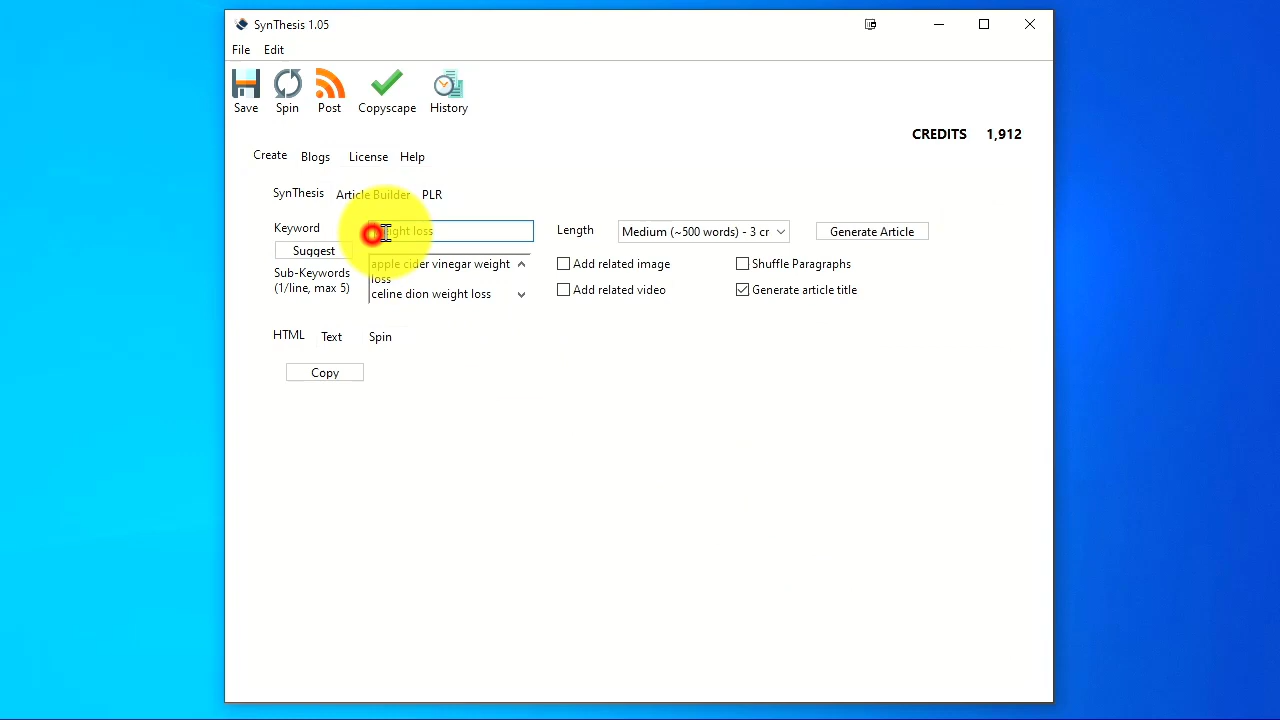 SynThesis 1.05
File Edit
Save Spin Post Copyscape History
CREDITS 1,912
Create Blogs License Help
SynThesis Article Builder PLR
Keyword weight loss Length Medium (~500 words) - 3 cr Generate Article
Suggest
apple cider vinegar weight
loss
celine dion weight loss
Sub-Keywords
(1/line, max 5)
Add related image Shuffle Paragraphs
Add related video Generate article title
HTML Text Spin
Copy